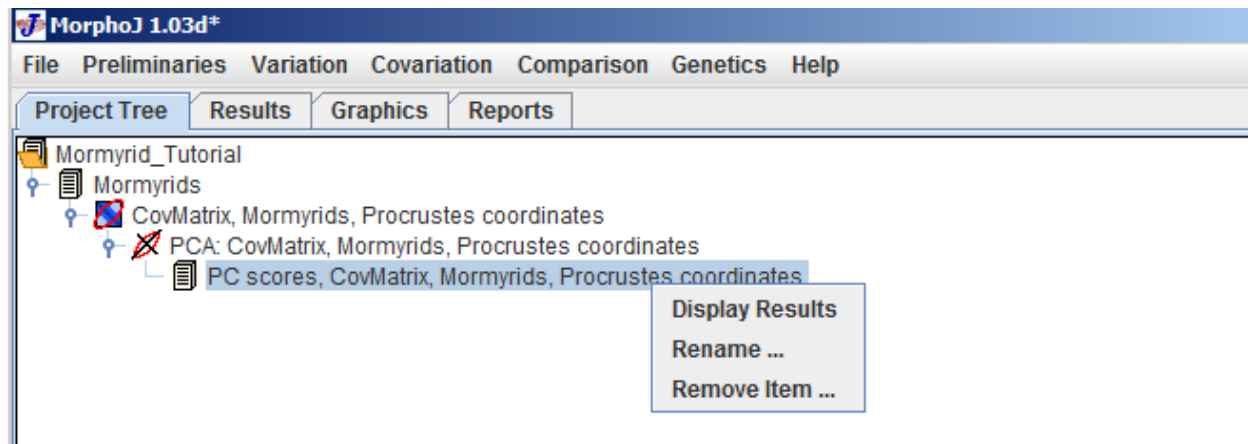 MorphoJ 1.03d*
File Preliminaries Variation Covariation Comparison Genetics Help
Project Tree Results Graphics Reports
Mormyrid_Tutorial
Mormyrids
CovMatrix, Mormyrids, Procrustes coordinates
PCA: CovMatrix, Mormyrids, Procrustes coordinates
PC scores, CovMatrix, Mormyrids, Procrustes coordinates
Display Results
Rename ...
Remove Item ...